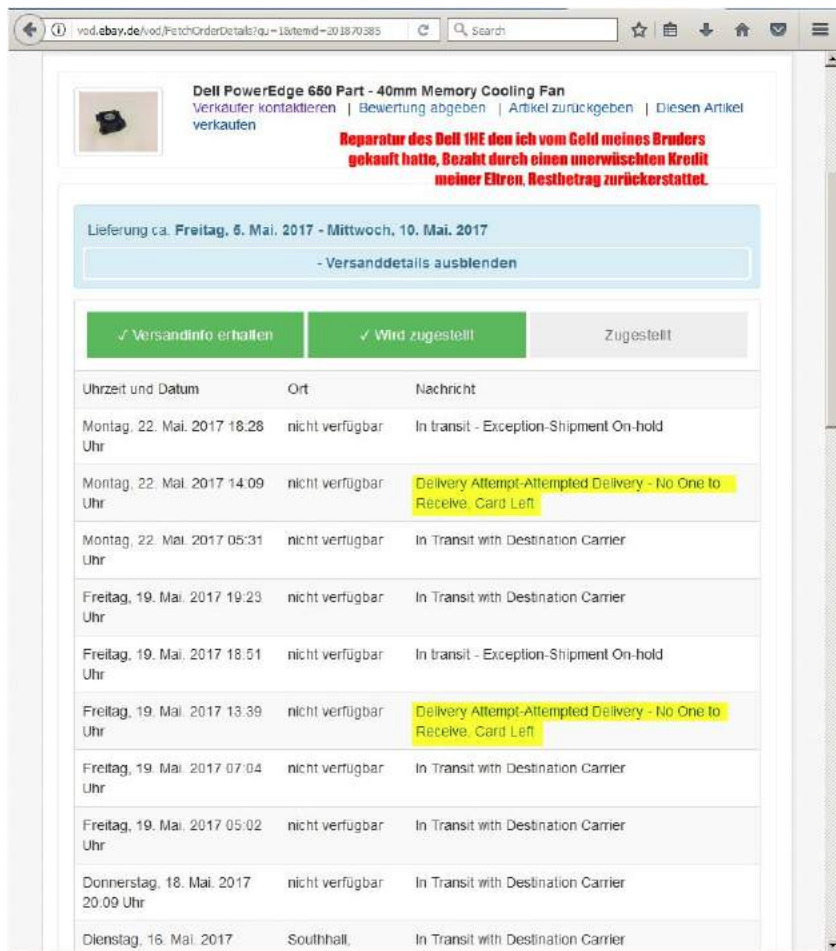 vod.ebay.de/vod/FetchOrderDetails?qu=1&itemid=201870385
Search
Dell PowerEdge 650 Part - 40mm Memory Cooling Fan
Verkäufer kontaktieren | Bewertung abgeben | Artikel zurückgeben | Diesen Artikel
verkaufen
Reparatur des Dell 1HE den ich vom Geld meines Bruders
gekauft hatte, Bezaht durch einen unerwüschten Kredit
meiner Eltren, Restbetrag zurückerstattet.
Lieferung ca. Freitag, 5. Mai. 2017 - Mittwoch, 10. Mai. 2017
- Versanddetails ausblenden
✓ Versandinfo erhalten ✓ Wird zugestellt Zugestellt
Uhrzeit und Datum Ort Nachricht
Montag, 22. Mai. 2017 18:28 nicht verfügbar In transit - Exception-Shipment On-hold
Uhr
Montag, 22. Mai. 2017 14:09 nicht verfügbar Delivery Attempt-Attempted Delivery - No One to
Uhr Receive, Card Left
Montag, 22. Mai. 2017 05:31 nicht verfügbar In Transit with Destination Carrier
Uhr
Freitag, 19. Mai. 2017 19:23 nicht verfügbar In Transit with Destination Carrier
Uhr
Freitag, 19. Mai. 2017 18:51 nicht verfügbar In transit - Exception-Shipment On-hold
Uhr
Freitag, 19. Mai. 2017 13:39 nicht verfügbar Delivery Attempt-Attempted Delivery - No One to
Uhr Receive, Card Left
Freitag, 19. Mai. 2017 07:04 nicht verfügbar In Transit with Destination Carrier
Uhr
Freitag, 19. Mai. 2017 05:02 nicht verfügbar In Transit with Destination Carrier
Uhr
Donnerstag, 18. Mai. 2017 nicht verfügbar In Transit with Destination Carrier
20:09 Uhr
Dienstag, 16. Mai. 2017 Southhall, In Transit with Destination Carrier